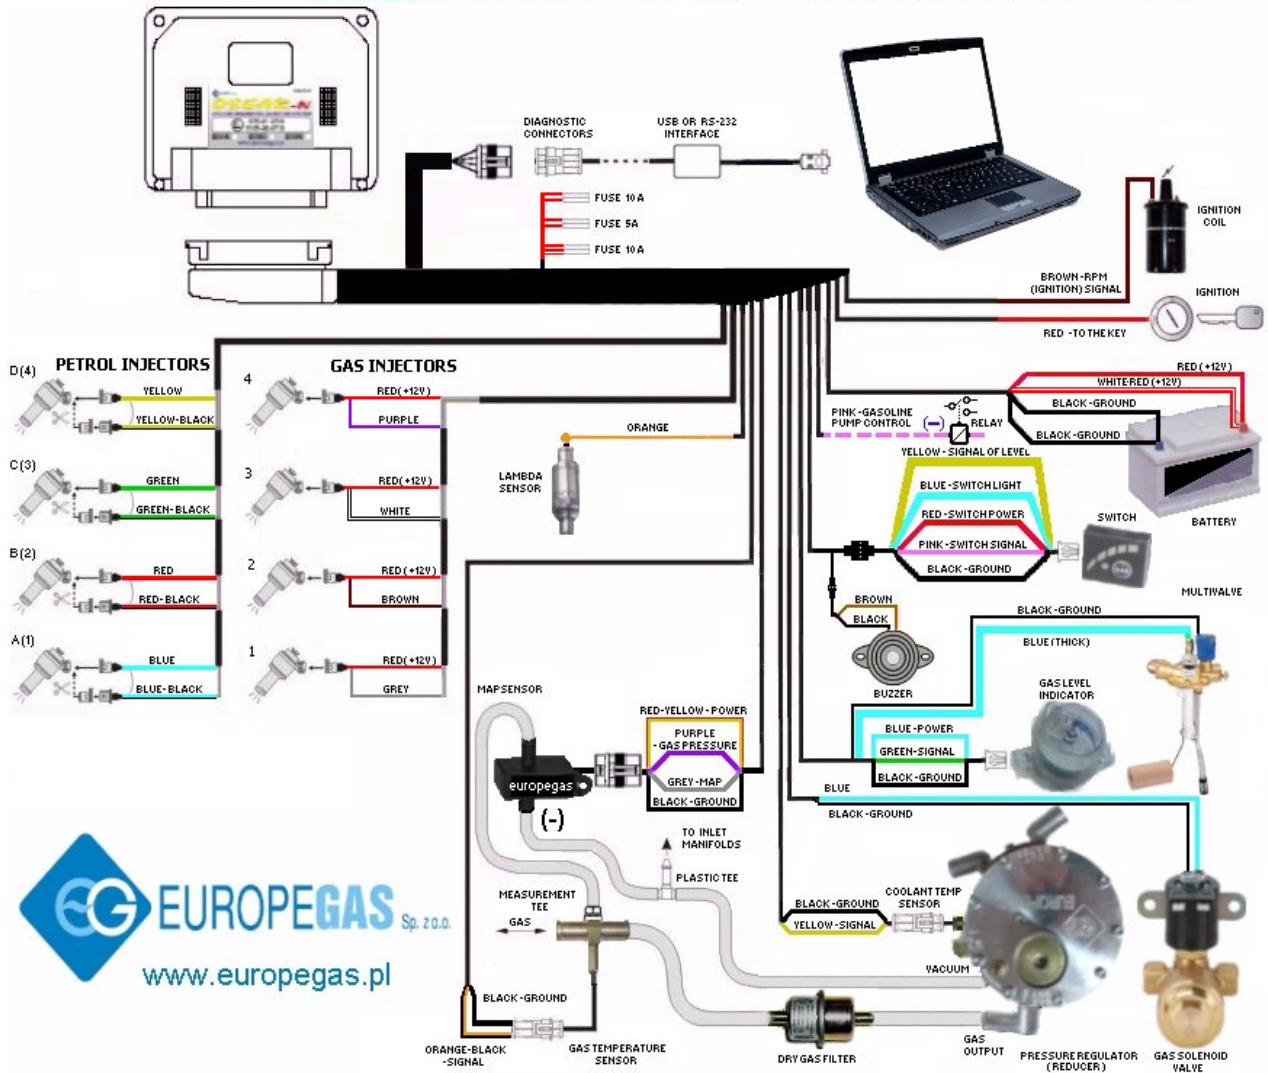 OSCAR-N
DIAGNOSTIC
CONNECTORS
USB OR RS-232
INTERFACE
FUSE 10A
FUSE 5A
FUSE 10A
IGNITION
COIL
BROWN-RPM
(IGNITION) SIGNAL
IGNITION
RED -TO THE KEY
PETROL INJECTORS
GAS INJECTORS
D(4)
YELLOW
YELLOW-BLACK
C(3)
GREEN
GREEN-BLACK
B(2)
RED
RED-BLACK
A(1)
BLUE
BLUE-BLACK
4
RED(+12V)
PURPLE
3
RED(+12V)
WHITE
2
RED(+12V)
BROWN
1
RED(+12V)
GREY
ORANGE
LAMBDA
SENSOR
RED (+12V)
WHITE-RED (+12V)
BLACK-GROUND
BLACK-GROUND
BATTERY
PINK-GASOLINE
PUMP CONTROL
(-)
RELAY
YELLOW-SIGNAL OF LEVEL
BLUE-SWITCH LIGHT
RED-SWITCH POWER
PINK-SWITCH SIGNAL
BLACK-GROUND
SWITCH
BROWN
BLACK
BUZZER
MULTIVALVE
BLACK-GROUND
BLUE (THICK)
GAS LEVEL
INDICATOR
BLUE-POWER
GREEN-SIGNAL
BLACK-GROUND
BLUE
BLACK-GROUND
MAP SENSOR
europegas
(-)
RED-YELLOW-POWER
PURPLE
-GAS PRESSURE
GREY-MAP
BLACK-GROUND
TO INLET
MANIFOLDS
PLASTIC TEE
MEASUREMENT
TEE
GAS
BLACK-GROUND
YELLOW-SIGNAL
COOLANT TEMP
SENSOR
EUROPEGAS
VACUUM
GAS
OUTPUT
PRESSURE REGULATOR
(REDUCER)
GAS SOLENOID
VALVE
DRY GAS FILTER
BLACK-GROUND
ORANGE-BLACK
-SIGNAL
GAS TEMPERATURE
SENSOR
EG EUROPEGAS Sp. z o.o.
www.europegas.pl